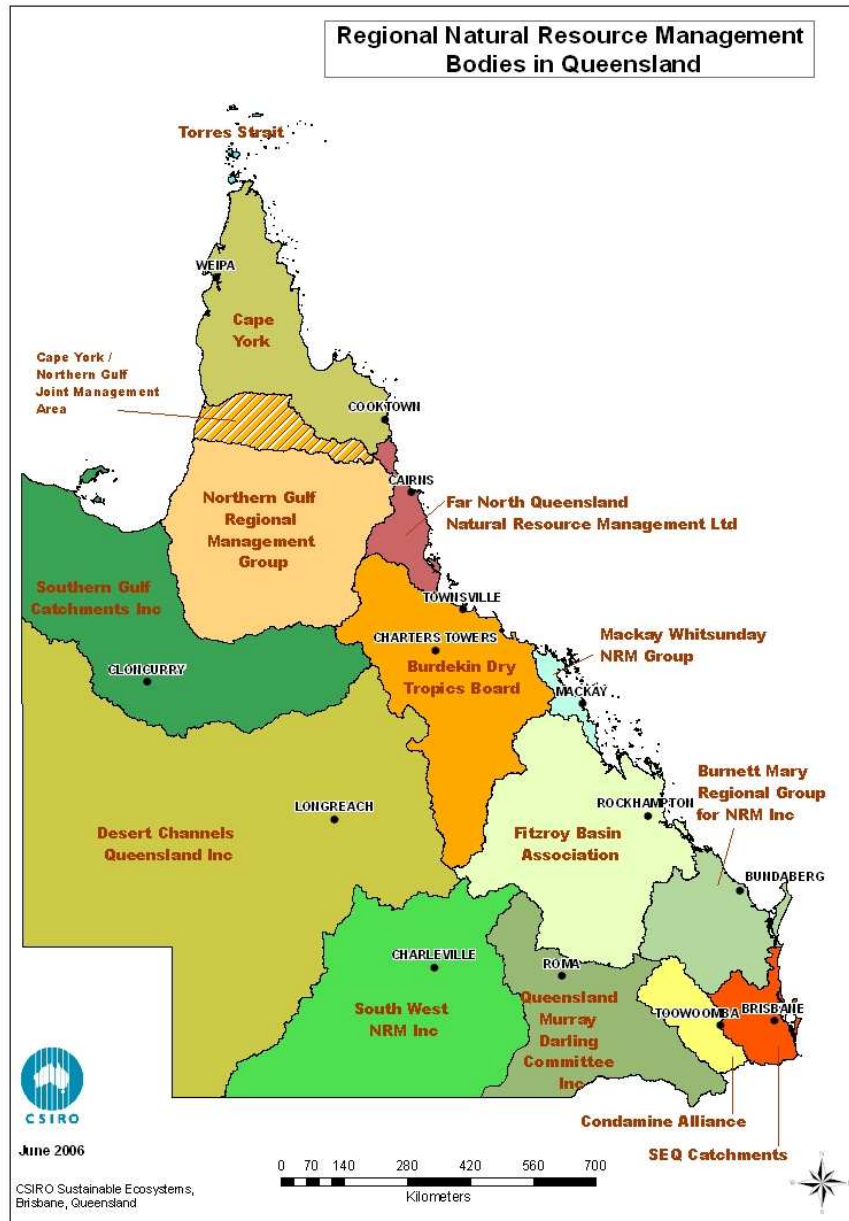 Regional Natural Resource Management
Bodies in Queensland
Torres Strait
WEIPA
Cape
York
Cape York /
Northern Gulf
Joint Management
Area
COOKTOWN
CAIRNS
Northern Gulf
Regional
Management
Group
Far North Queensland
Natural Resource Management Ltd
Southern Gulf
Catchments Inc
TOWNSVILLE
CHARTERS TOWERS
Burdekin Dry
Tropics Board
Mackay Whitsunday
NRM Group
CLONCURRY
MACKAY
Burnett Mary
Regional Group
for NRM Inc
LONGREACH
ROCKHAMPTON
Desert Channels
Queensland Inc
Fitzroy Basin
Association
BUNDABERG
CHARLEVILLE
ROMA
South West
NRM Inc
Queensland
Murray
Darling
Committee
Inc
TOOWOOMBA
BRISBANE
Condamine Alliance
SEQ Catchments
CSIRO
June 2006
CSIRO Sustainable Ecosystems,
Brisbane, Queensland
0 70 140 280 420 560 700
Kilometers